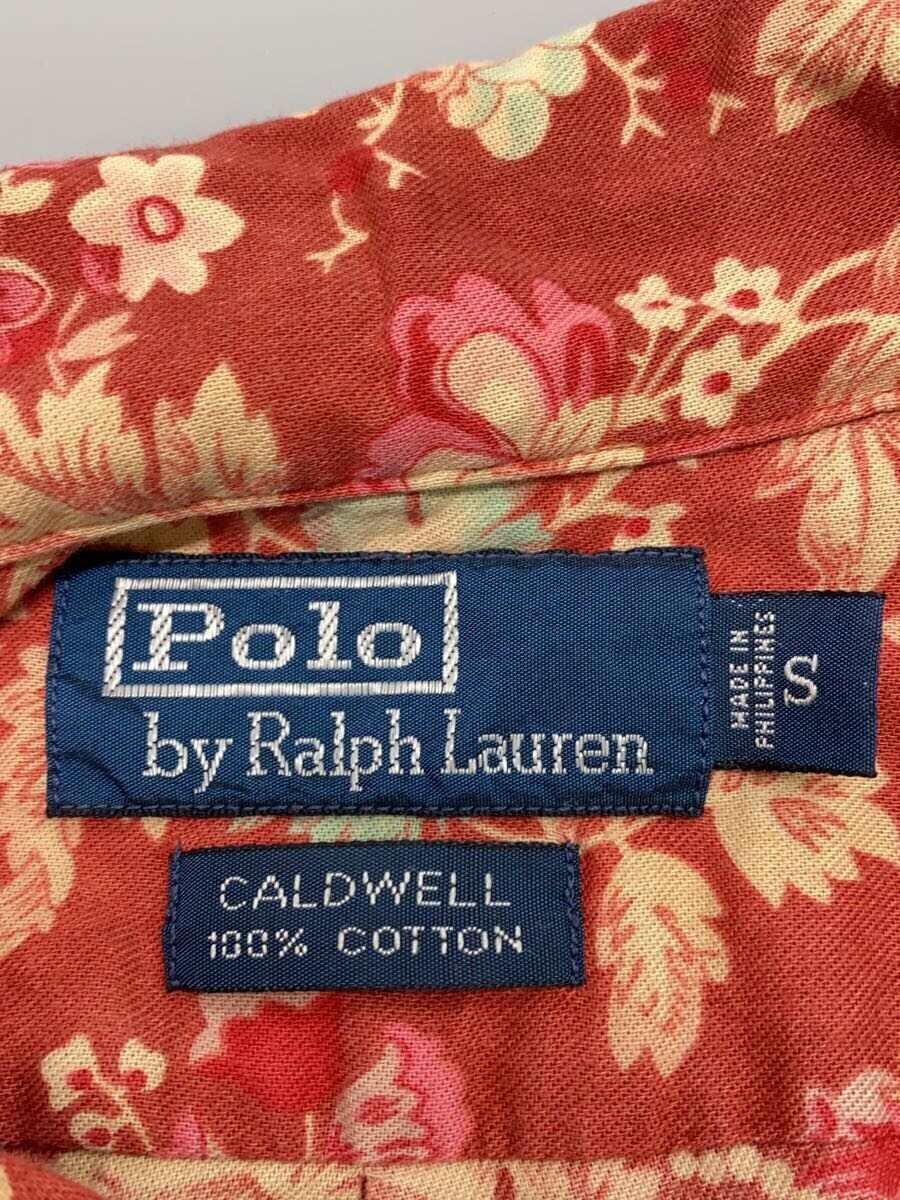 Polo
by Ralph Lauren
MADE IN
PHILIPPINES
S
CALDWELL
100% COTTON